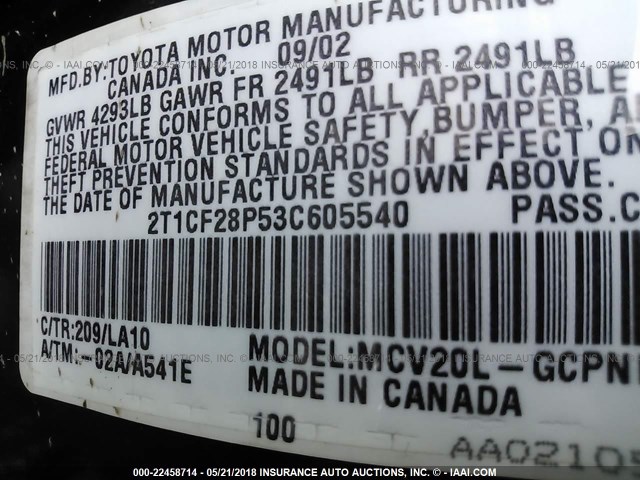 MFD.BY:TOYOTA MOTOR MANUFACTURING
CANADA INC. 09/02
GVWR 4293LB GAWR FR 2491LB RR 2491LB
THIS VEHICLE CONFORMS TO ALL APPLICABLE
FEDERAL MOTOR VEHICLE SAFETY,BUMPER, A
THEFT PREVENTION STANDARDS IN EFFECT ON
THE DATE OF MANUFACTURE SHOWN ABOVE.
2T1CF28P53C605540 PASS.C
C/TR:209/LA10
A/TM:-02A/A541E
MODEL:MCV20L-GCPN
MADE IN CANADA
100
AA02105
000-22458714 - 05/21/2018 INSURANCE AUTO AUCTIONS, INC. - © IAAI.COM